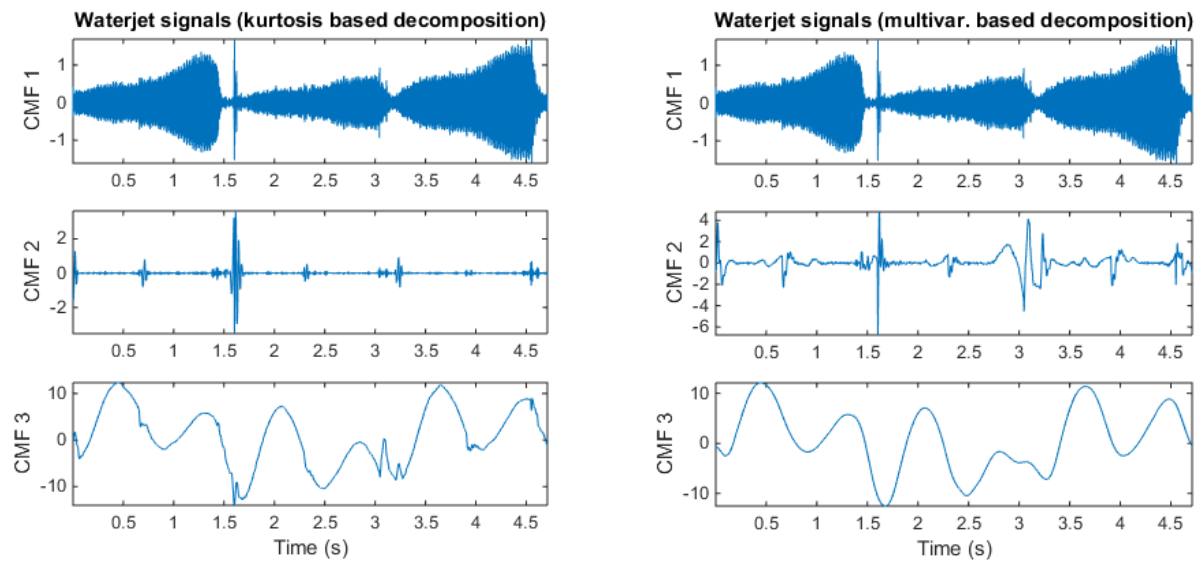 Waterjet signals (kurtosis based decomposition)
CMF 1
1
0
-1
0.5 1 1.5 2 2.5 3 3.5 4 4.5
CMF 2
2
0
-2
0.5 1 1.5 2 2.5 3 3.5 4 4.5
CMF 3
10
0
-10
0.5 1 1.5 2 2.5 3 3.5 4 4.5
Time (s)
Waterjet signals (multivar. based decomposition)
CMF 1
1
0
-1
0.5 1 1.5 2 2.5 3 3.5 4 4.5
CMF 2
4
2
0
-2
-4
-6
0.5 1 1.5 2 2.5 3 3.5 4 4.5
CMF 3
10
0
-10
0.5 1 1.5 2 2.5 3 3.5 4 4.5
Time (s)